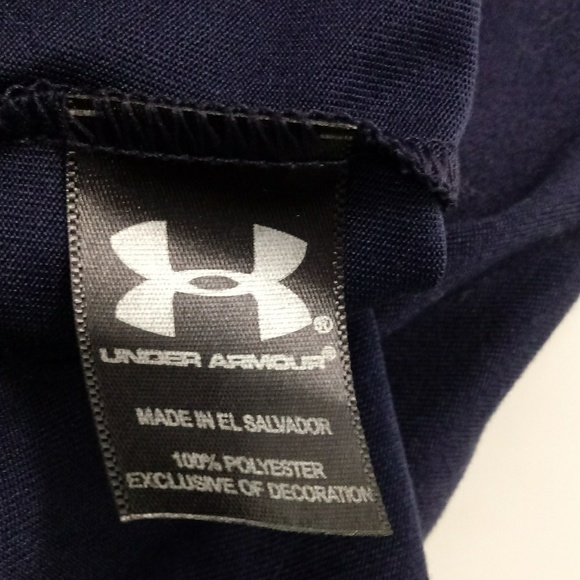 ®
UNDER ARMOUR®
MADE IN EL SALVADOR
100% POLYESTER
EXCLUSIVE OF DECORATION